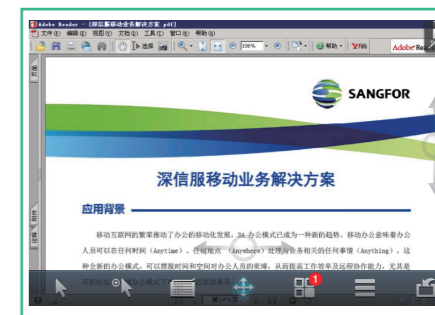 Adobe Reader - [深信服移动业务解决方案.pdf]
文件(F) 编辑(E) 视图(V) 文档(D) 工具(T) 窗口(W) 帮助(H)
选择 106% 帮助 Adobe Rea
SANGFOR
深信服移动业务解决方案
应用背景
移动互联网的繁荣推动了办公的移动化发展，3A 办公模式已成为一种新的趋势，移动办公意味着办公
人员可以在任何时间（Anytime）、任何地点（Anywhere）处理与业务相关的任何事情（Anything），这
种全新的办公模式，可以摆脱时间和空间对办公人员的束缚，从而提高工作效率及远程协作能力，尤其是
1